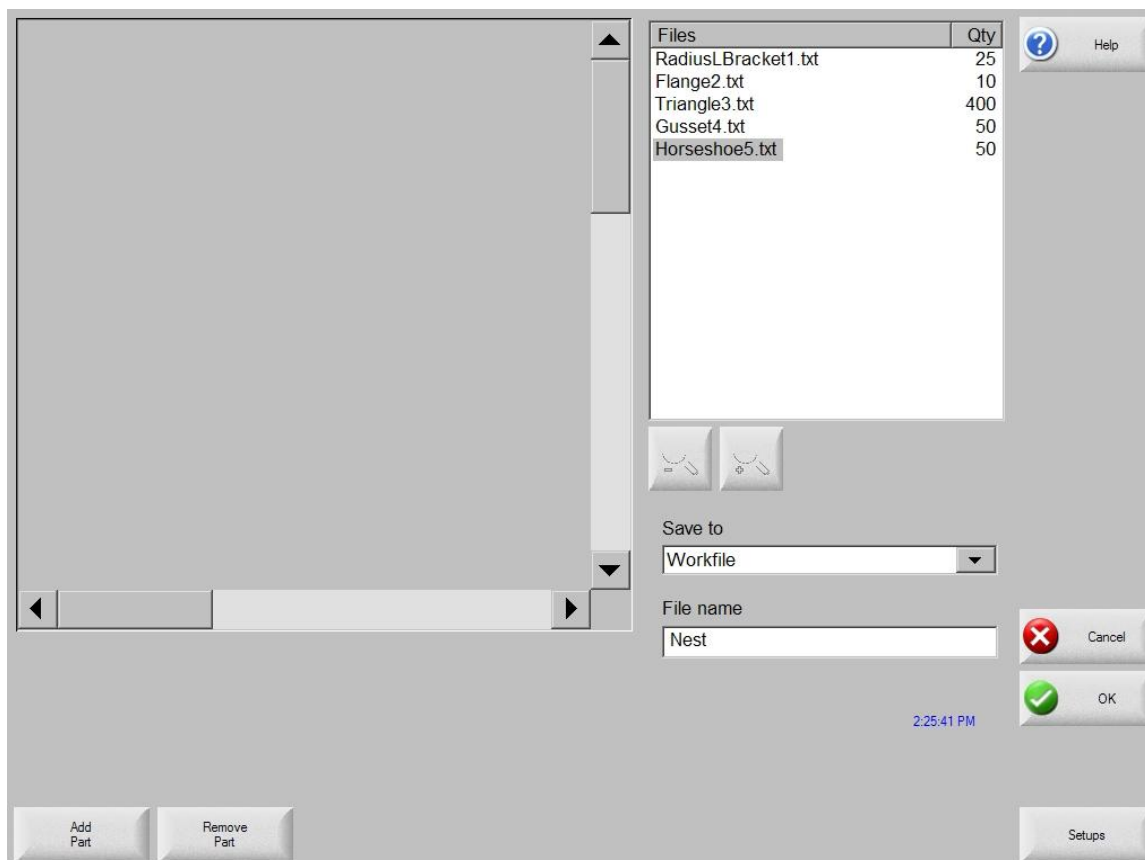 Files Qty
RadiusLBracket1.txt 25
Flange2.txt 10
Triangle3.txt 400
Gusset4.txt 50
Horseshoe5.txt 50
Help
Save to
Workfile
File name
Nest
Cancel
OK
2:25:41 PM
Add
Part
Remove
Part
Setups